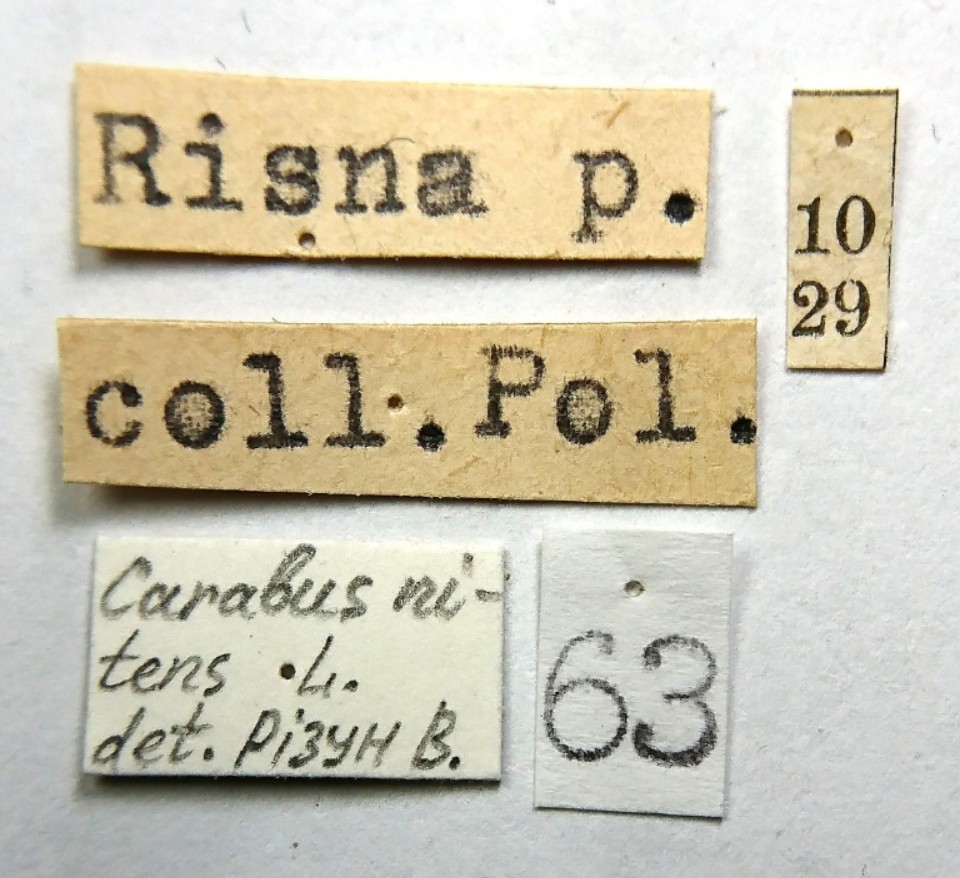 Risna p.
10
29
coll.Pol.
Carabus ni-
tens L.
det. Різун В.
63